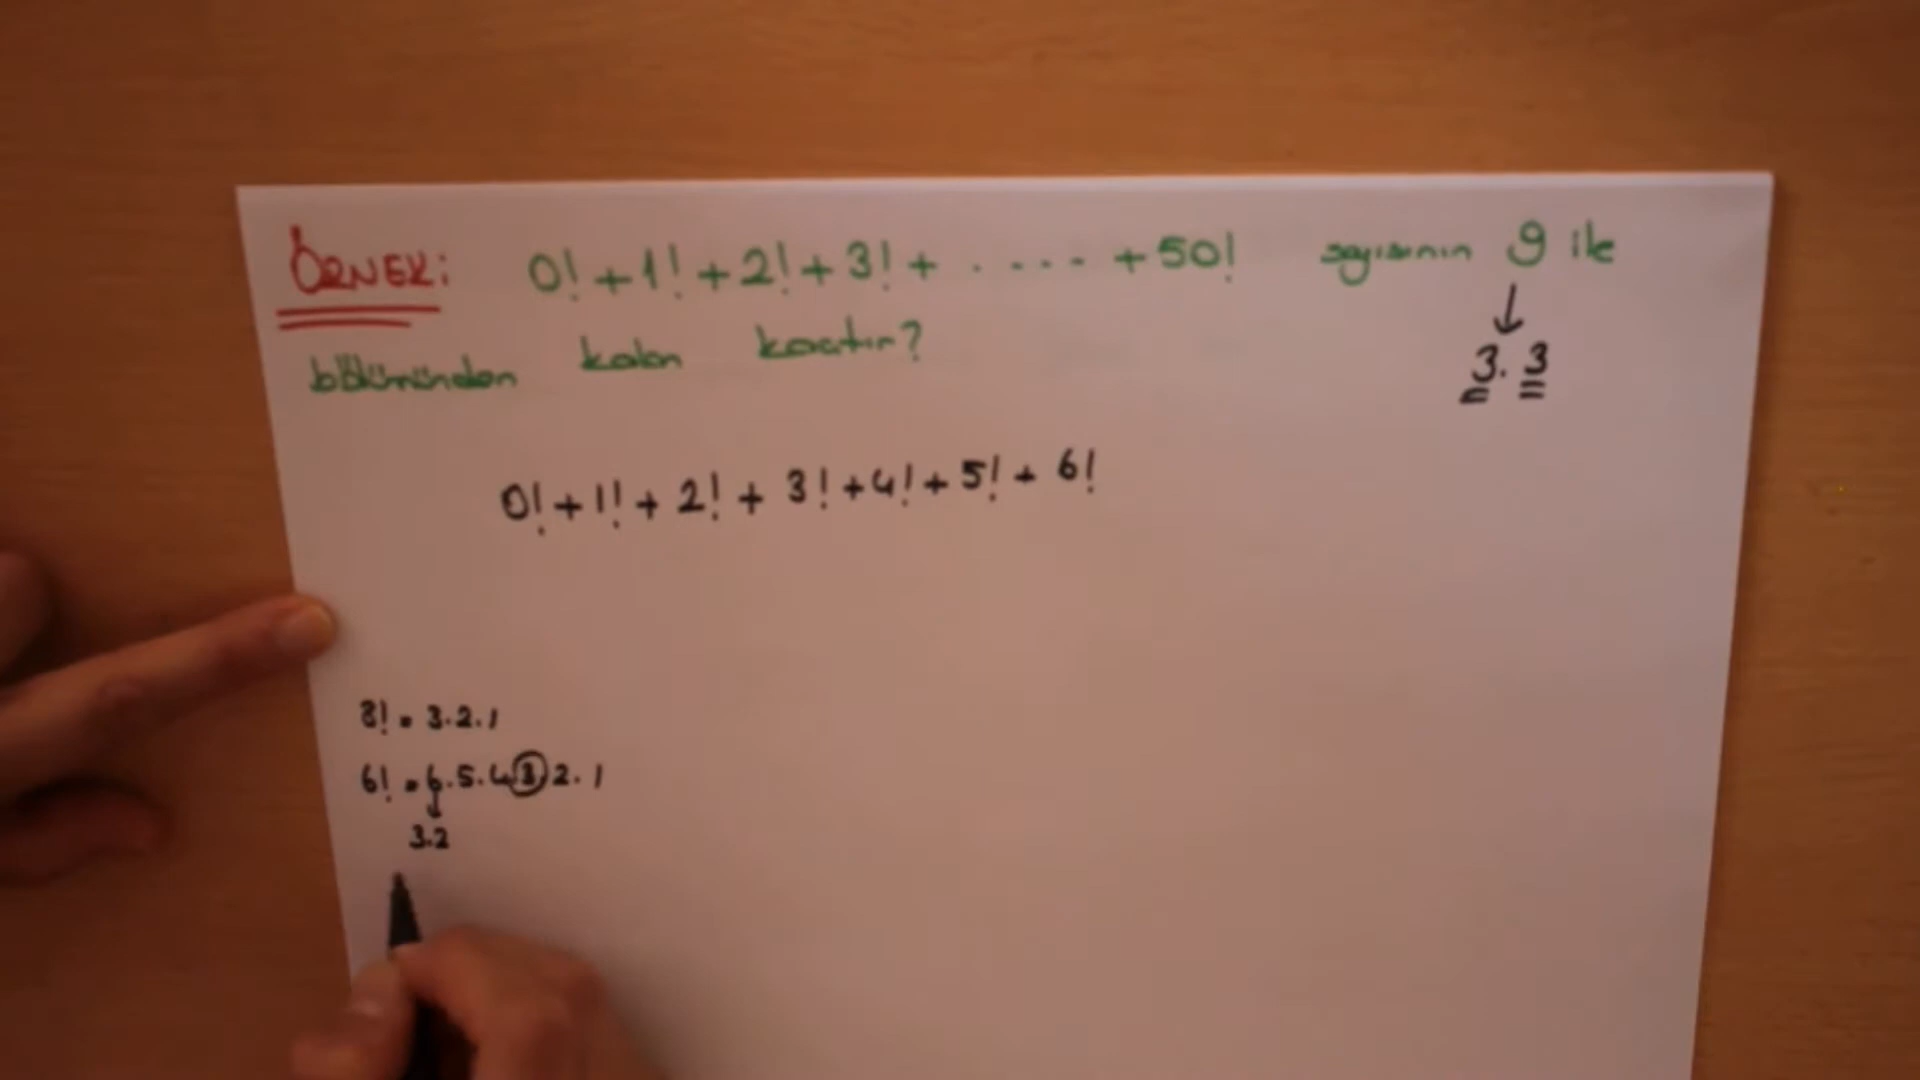 ÖRNEK: 0! + 1! + 2! + 3! + . - - - + 50! sayısının 9 ile
bölümünden kalan kaçtır?
↓
3. 3
0! + 1! + 2! + 3! + 4! + 5! + 6!
3! = 3.2.1
6! = 6.5.4.3.2.1
↓
3.2